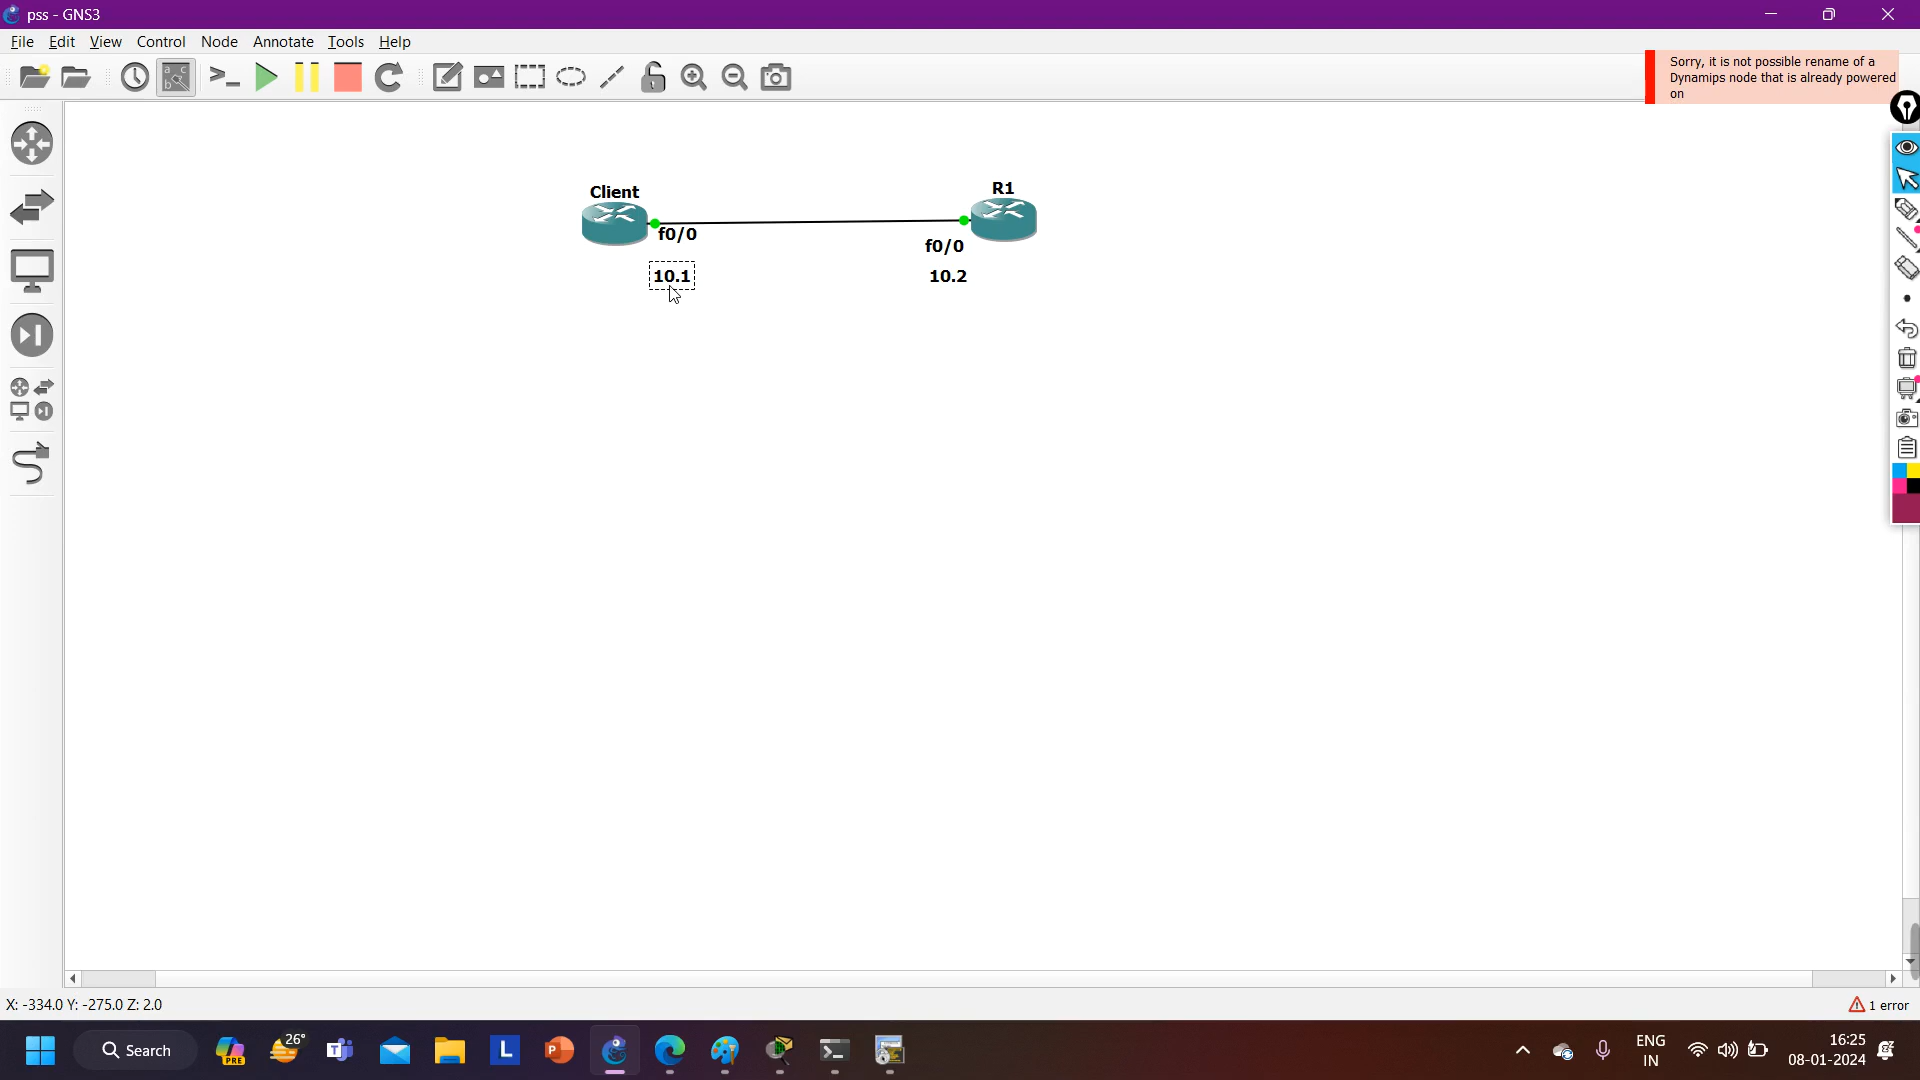 pss - GNS3
File Edit View Control Node Annotate Tools Help
Sorry, it is not possible rename of a
Dynamips node that is already powered
on
Client
R1
f0/0
f0/0
10.1
10.2
X: -334.0 Y: -275.0 Z: 2.0
1 error
Search
PRE
26°
L
ENG
IN
16:25
08-01-2024